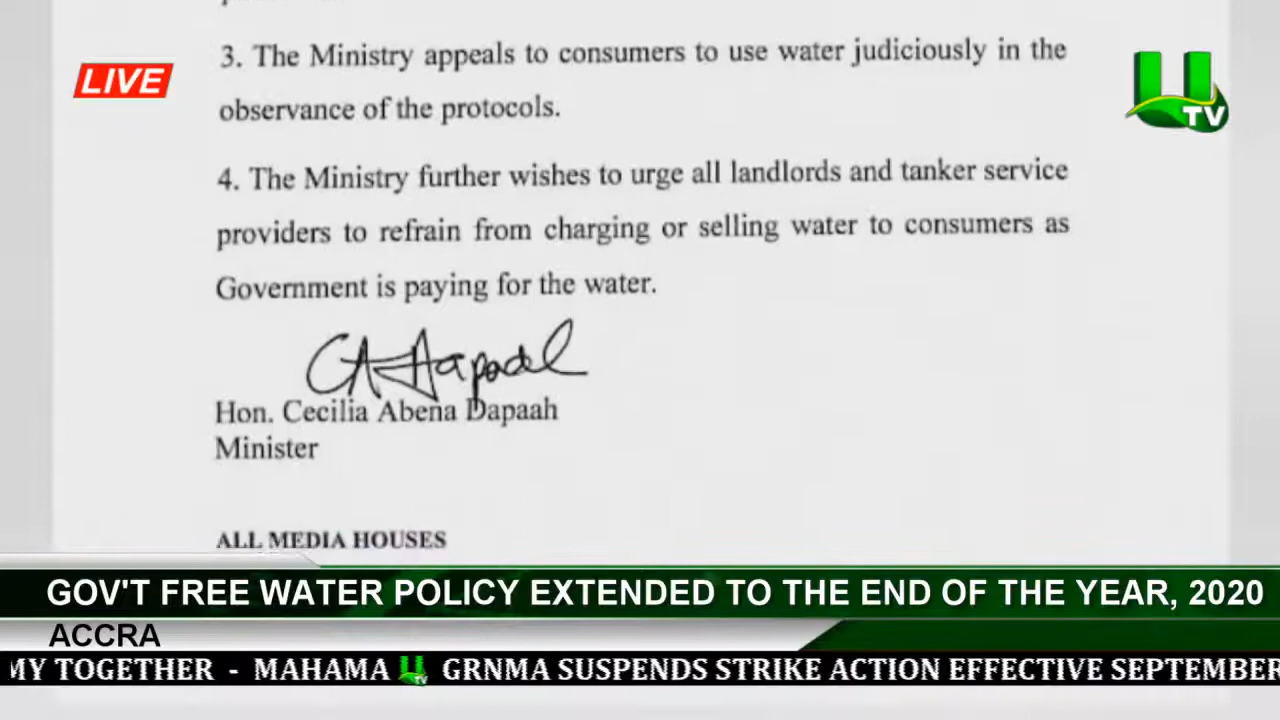 3. The Ministry appeals to consumers to use water judiciously in the
observance of the protocols.
4. The Ministry further wishes to urge all landlords and tanker service
providers to refrain from charging or selling water to consumers as
Government is paying for the water.
Hon. Cecilia Abena Dapaah
Minister
ALL MEDIA HOUSES
LIVE
U TV
GOV'T FREE WATER POLICY EXTENDED TO THE END OF THE YEAR, 2020
ACCRA
MY TOGETHER - MAHAMA U TV GRNMA SUSPENDS STRIKE ACTION EFFECTIVE SEPTEMBER